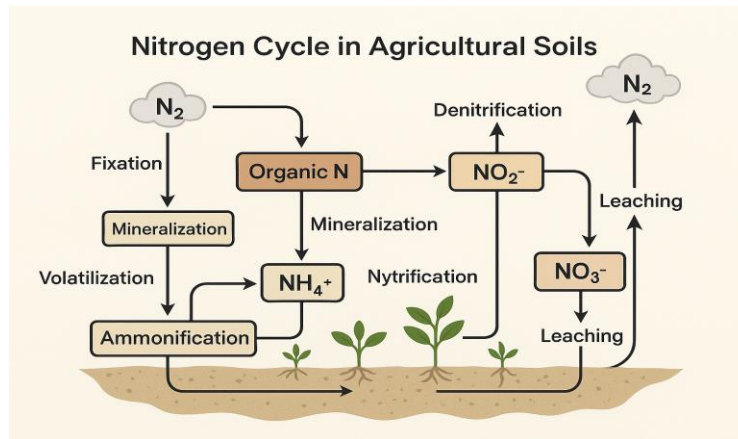 Nitrogen Cycle in Agricultural Soils
N₂
N₂
Denitrification
Fixation
Organic N
NO₂⁻
Leaching
Mineralization
Mineralization
Volatilization
NH₄⁺
Nytrification
NO₃⁻
Ammonification
Leaching